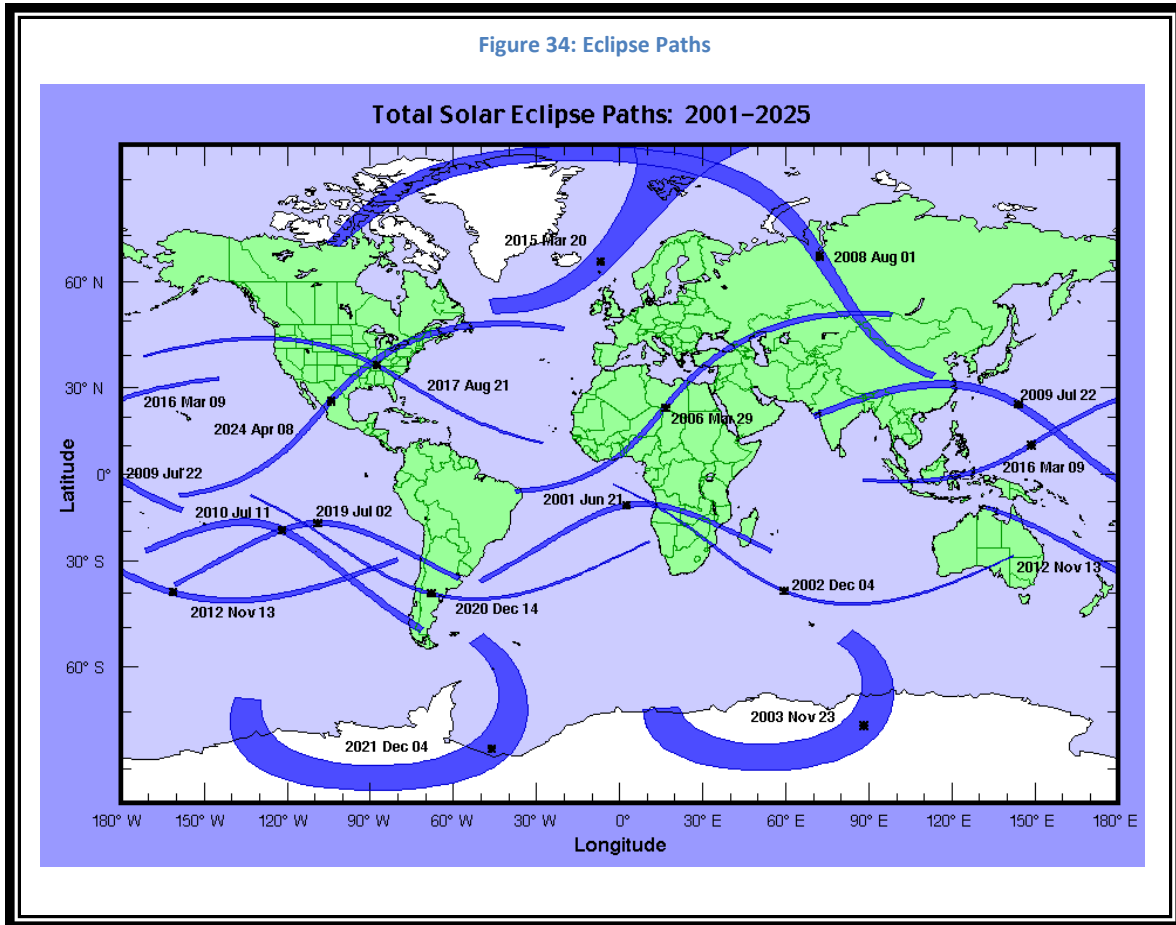 Figure 34: Eclipse Paths
Total Solar Eclipse Paths: 2001–2025
2015 Mar 20
2008 Aug 01
60° N
2017 Aug 21
30° N
2016 Mar 09
2009 Jul 22
2024 Apr 08
2006 Mar 29
2016 Mar 09
Latitude
0°
2009 Jul 22
2001 Jun 21
2010 Jul 11
2019 Jul 02
30° S
2012 Nov 13
2002 Dec 04
2012 Nov 13
2020 Dec 14
60° S
2003 Nov 23
2021 Dec 04
180° W 150° W 120° W 90° W 60° W 30° W 0° 30° E 60° E 90° E 120° E 150° E 180° E
Longitude